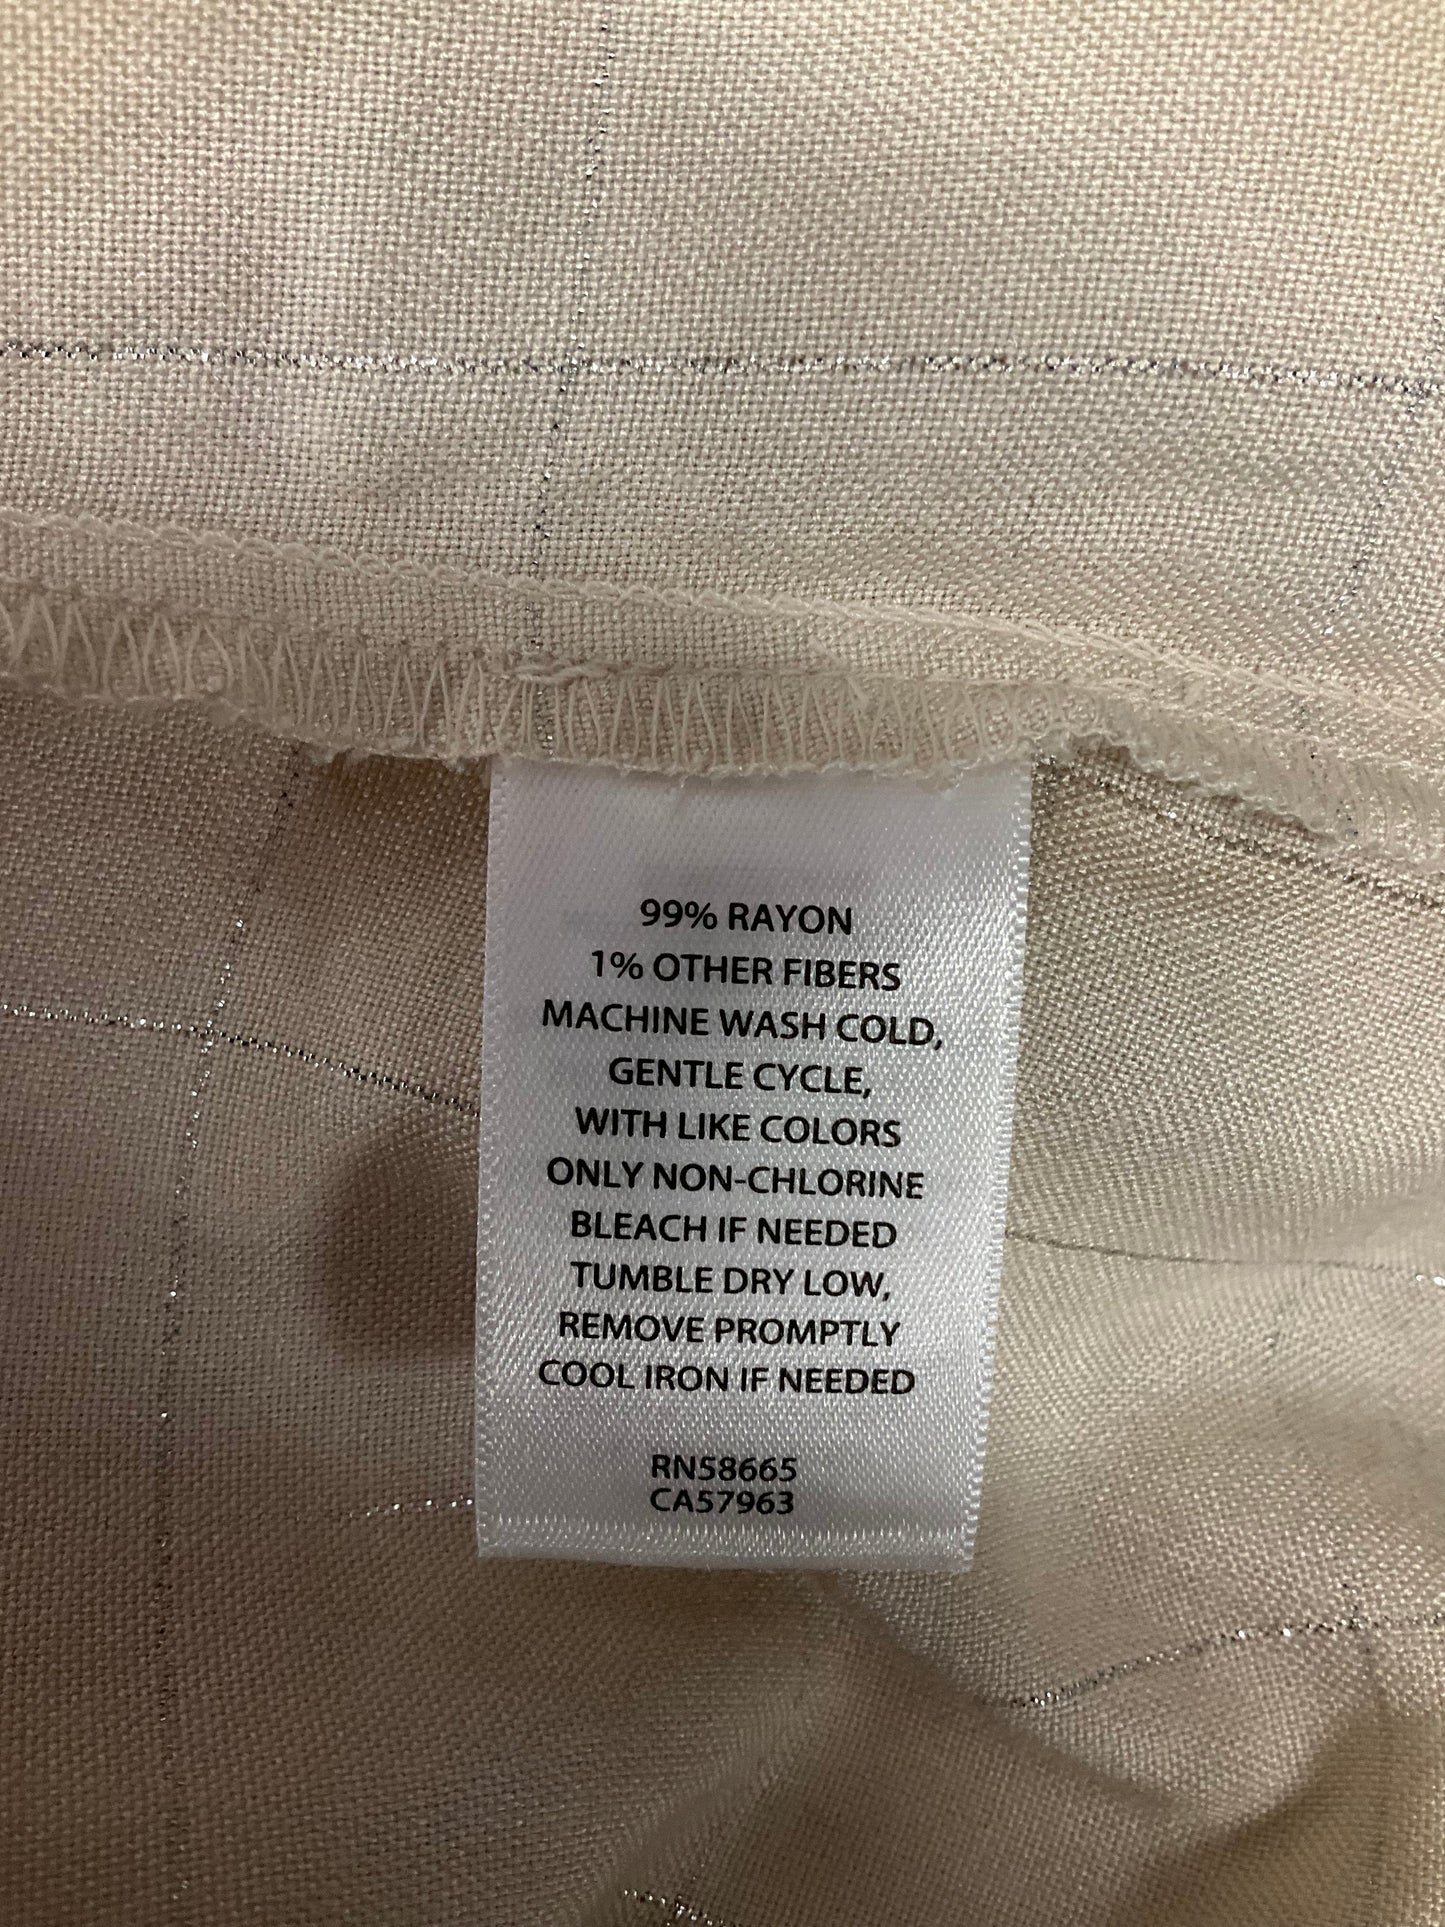 99% RAYON
1% OTHER FIBERS
MACHINE WASH COLD,
GENTLE CYCLE,
WITH LIKE COLORS
ONLY NON-CHLORINE
BLEACH IF NEEDED
TUMBLE DRY LOW,
REMOVE PROMPTLY
COOL IRON IF NEEDED
RN58665
CA57963